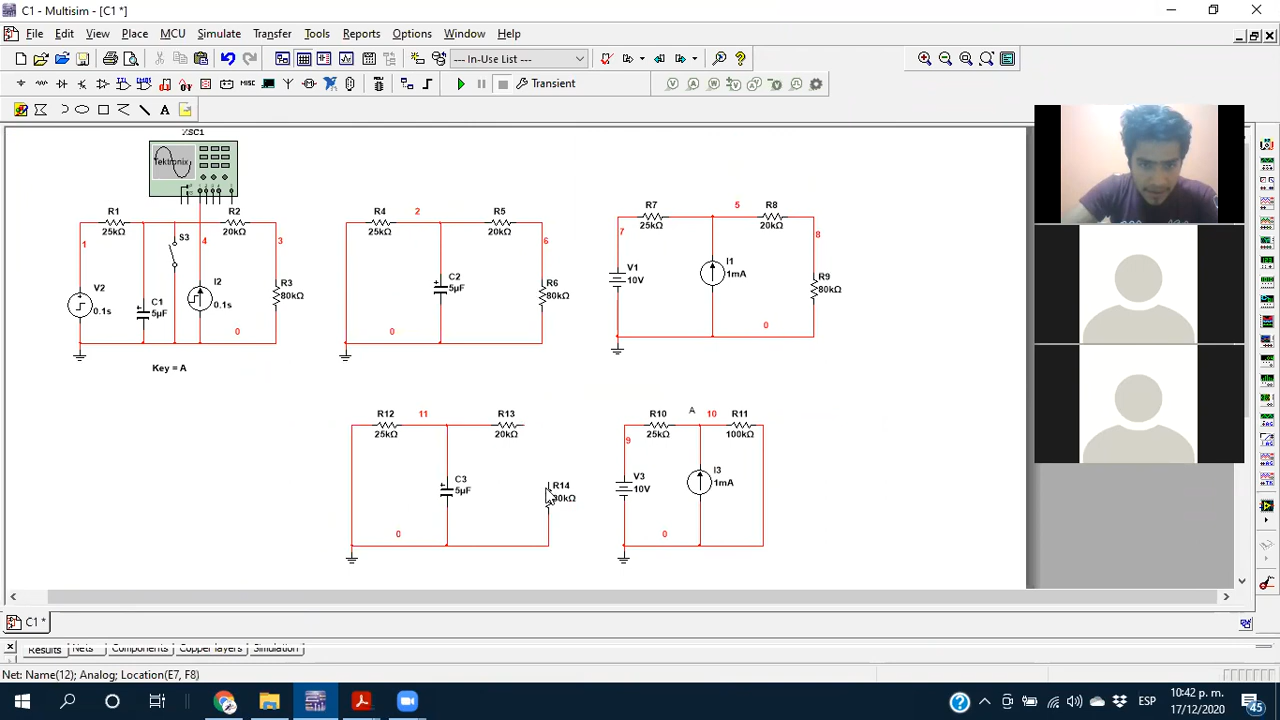 C1 - Multisim - [C1 *]
File Edit View Place MCU Simulate Transfer Tools Reports Options Window Help
--- In-Use List ---
Transient
XSC1
Tektronix
R1
25kΩ
R2
20kΩ
1
S3
4
3
V2
0.1s
C1
5µF
I2
0.1s
R3
80kΩ
0
Key = A
R4
25kΩ
2
R5
20kΩ
6
C2
5µF
R6
80kΩ
0
R7
25kΩ
5
R8
20kΩ
7
8
V1
10V
I1
1mA
R9
80kΩ
0
R12
25kΩ
11
R13
20kΩ
C3
5µF
R14
80kΩ
0
R10
25kΩ
A
10
R11
100kΩ
9
V3
10V
I3
1mA
0
C1 *
Results Nets Components Copper layers Simulation
Net: Name(12); Analog; Location(E7, F8)
ESP
10:42 p. m.
17/12/2020
45